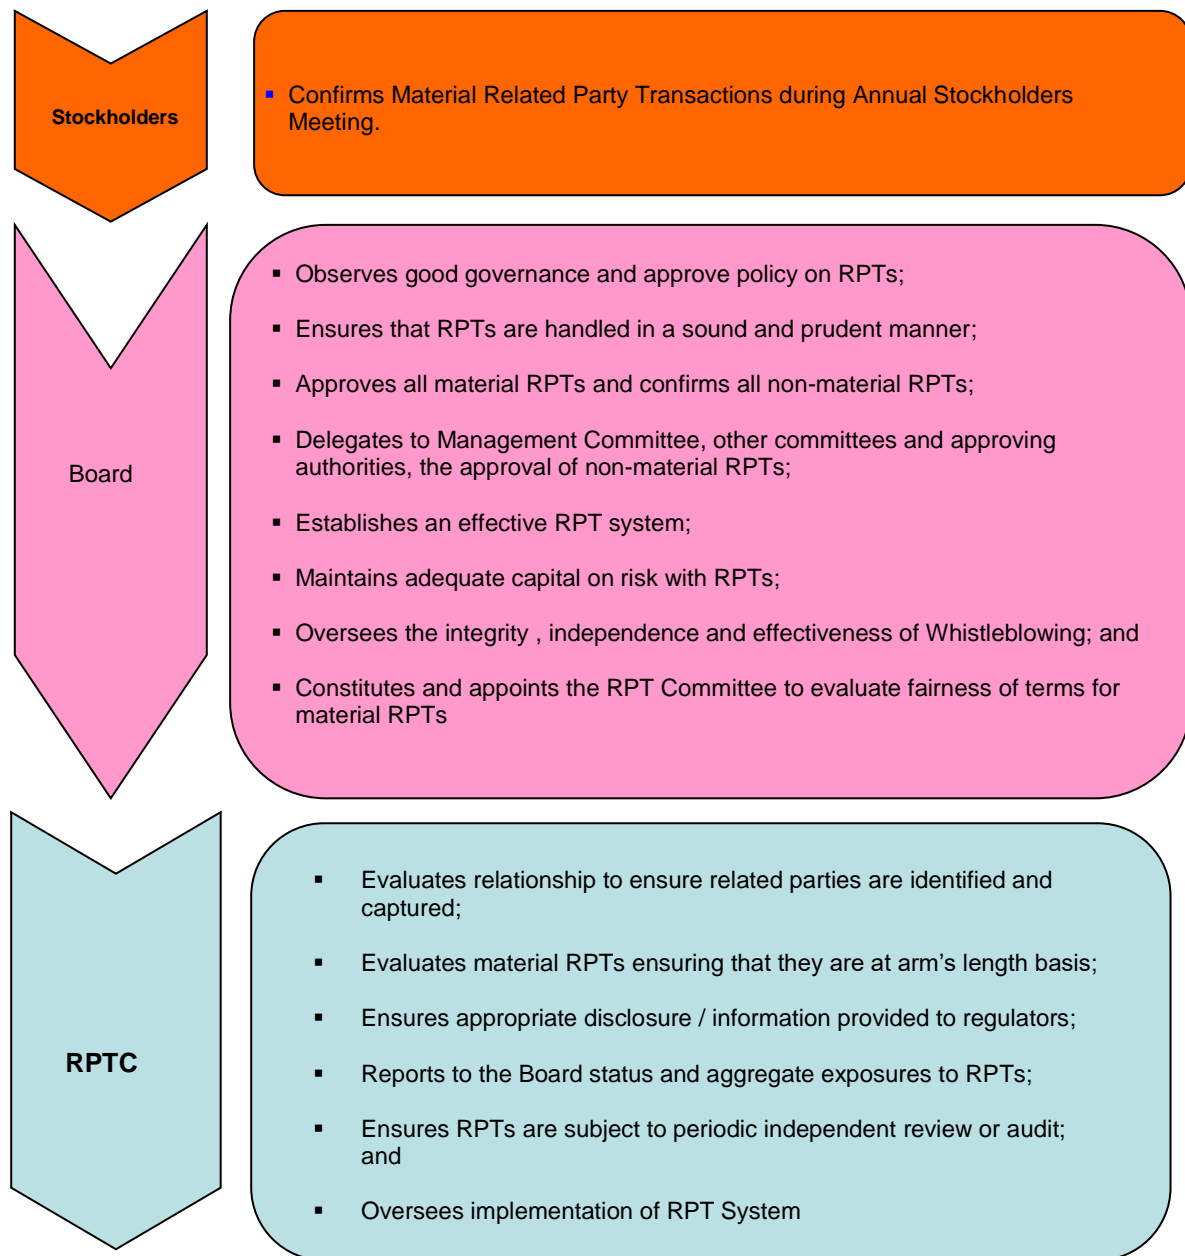 Stockholders
▪ Confirms Material Related Party Transactions during Annual Stockholders
Meeting.
Board
▪ Observes good governance and approve policy on RPTs;
▪ Ensures that RPTs are handled in a sound and prudent manner;
▪ Approves all material RPTs and confirms all non-material RPTs;
▪ Delegates to Management Committee, other committees and approving
authorities, the approval of non-material RPTs;
▪ Establishes an effective RPT system;
▪ Maintains adequate capital on risk with RPTs;
▪ Oversees the integrity , independence and effectiveness of Whistleblowing; and
▪ Constitutes and appoints the RPT Committee to evaluate fairness of terms for
material RPTs
RPTC
▪ Evaluates relationship to ensure related parties are identified and
captured;
▪ Evaluates material RPTs ensuring that they are at arm’s length basis;
▪ Ensures appropriate disclosure / information provided to regulators;
▪ Reports to the Board status and aggregate exposures to RPTs;
▪ Ensures RPTs are subject to periodic independent review or audit;
and
▪ Oversees implementation of RPT System